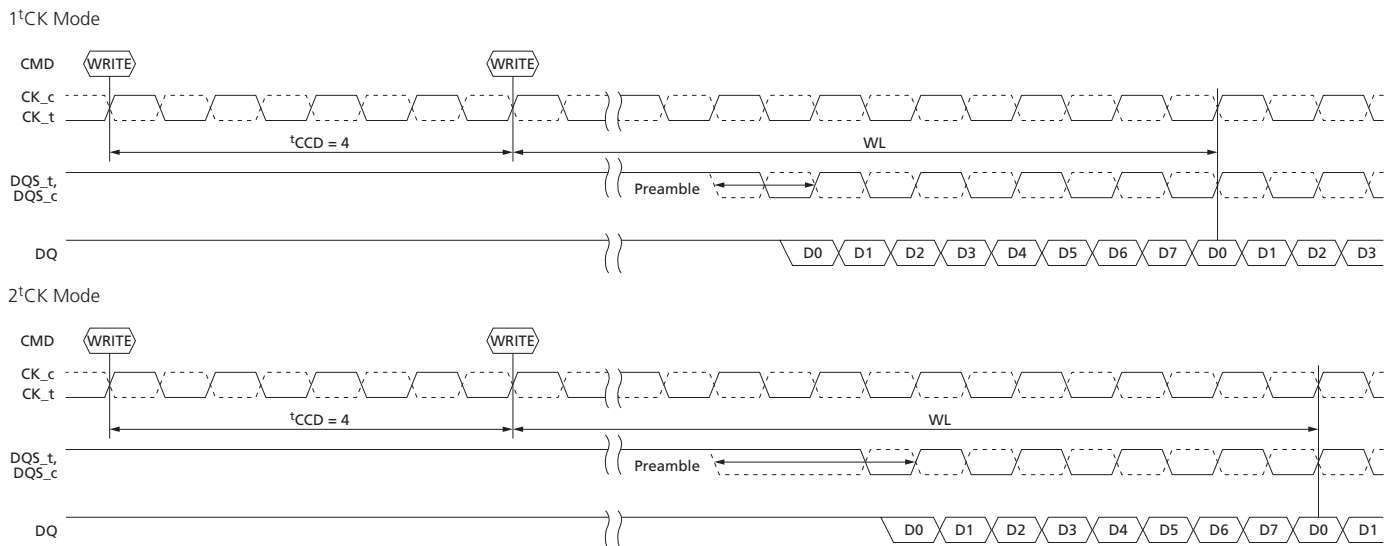 1tCK Mode
CMD WRITE WRITE
CK_c
CK_t
tCCD = 4 WL
DQS_t,
DQS_c
Preamble
DQ D0 D1 D2 D3 D4 D5 D6 D7 D0 D1 D2 D3
2tCK Mode
CMD WRITE WRITE
CK_c
CK_t
tCCD = 4 WL
DQS_t,
DQS_c
Preamble
DQ D0 D1 D2 D3 D4 D5 D6 D7 D0 D1